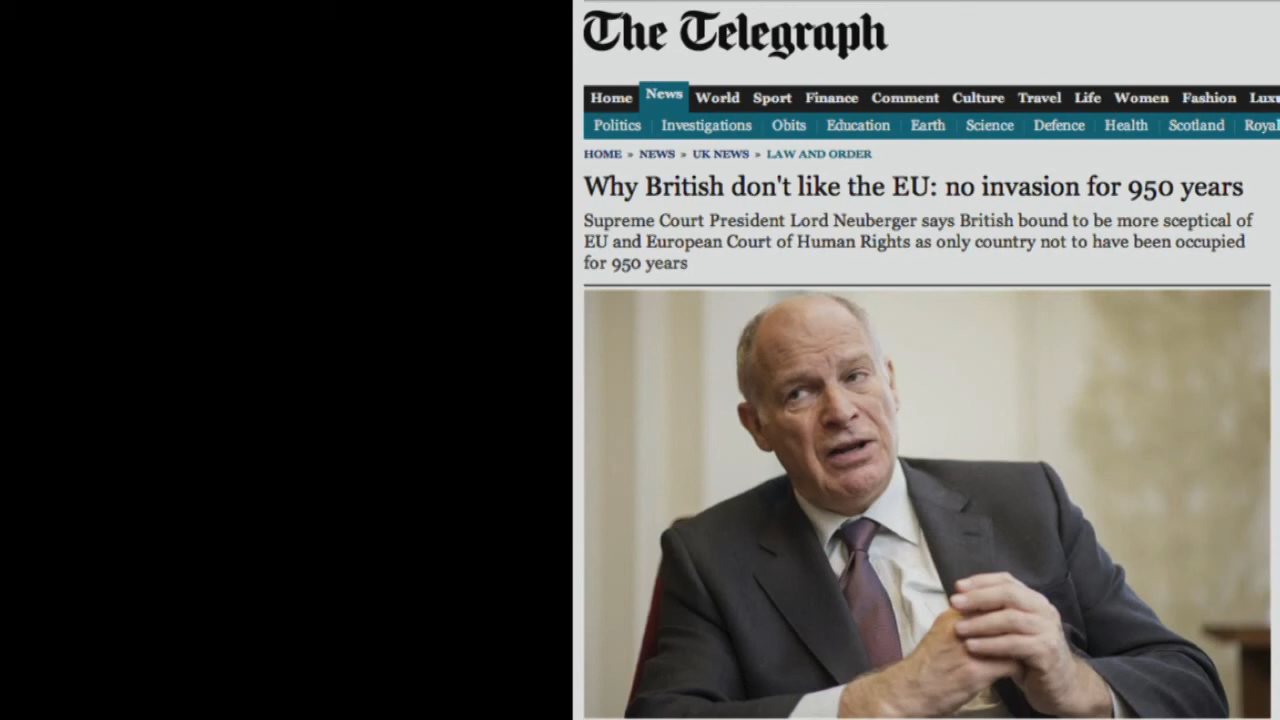 The Telegraph
Home News World Sport Finance Comment Culture Travel Life Women Fashion
Politics Investigations Obits Education Earth Science Defence Health Scotland
HOME » NEWS » UK NEWS » LAW AND ORDER
Why British don't like the EU: no invasion for 950 years
Supreme Court President Lord Neuberger says British bound to be more sceptical of
EU and European Court of Human Rights as only country not to have been occupied
for 950 years